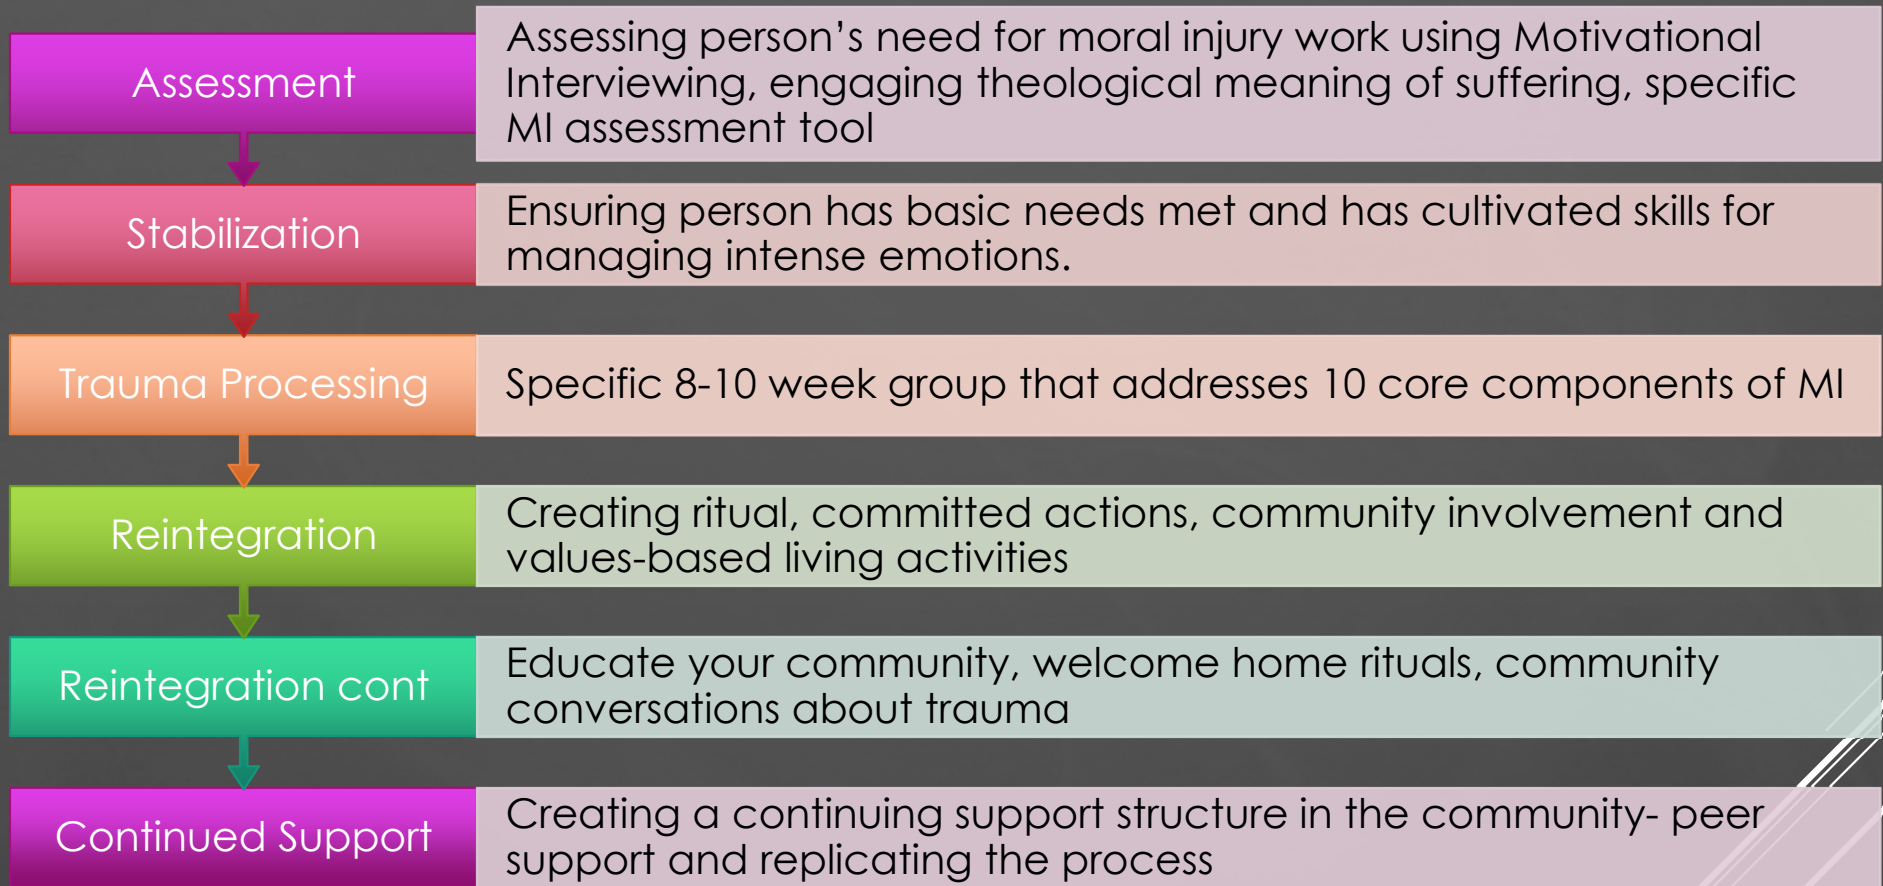 Assessment
Assessing person’s need for moral injury work using Motivational
Interviewing, engaging theological meaning of suffering, specific
MI assessment tool
Stabilization
Ensuring person has basic needs met and has cultivated skills for
managing intense emotions.
Trauma Processing
Specific 8-10 week group that addresses 10 core components of MI
Reintegration
Creating ritual, committed actions, community involvement and
values-based living activities
Reintegration cont
Educate your community, welcome home rituals, community
conversations about trauma
Continued Support
Creating a continuing support structure in the community- peer
support and replicating the process